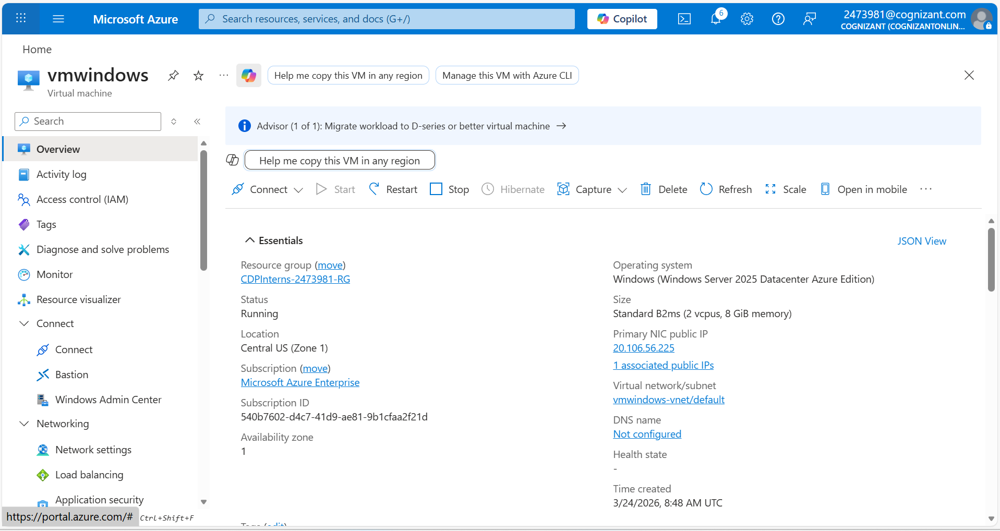 Microsoft Azure
Search resources, services, and docs (G+/)
Copilot
6
2473981@cognizant.com
COGNIZANT (COGNIZANTONLIN...
Home
vmwindows
Virtual machine
Help me copy this VM in any region
Manage this VM with Azure CLI
Search
Overview
Activity log
Access control (IAM)
Tags
Diagnose and solve problems
Monitor
Resource visualizer
Connect
Connect
Bastion
Windows Admin Center
Networking
Network settings
Load balancing
Application security
https://portal.azure.com/#
Ctrl+Shift+F
Advisor (1 of 1): Migrate workload to D-series or better virtual machine →
Help me copy this VM in any region
Connect
Start
Restart
Stop
Hibernate
Capture
Delete
Refresh
Scale
Open in mobile
Essentials
JSON View
Resource group (move)
CDPInterns-2473981-RG
Status
Running
Location
Central US (Zone 1)
Subscription (move)
Microsoft Azure Enterprise
Subscription ID
540b7602-d4c7-41d9-ae81-9b1cfaa2f21d
Availability zone
1
Operating system
Windows (Windows Server 2025 Datacenter Azure Edition)
Size
Standard B2ms (2 vcpus, 8 GiB memory)
Primary NIC public IP
20.106.56.225
1 associated public IPs
Virtual network/subnet
vmwindows-vnet/default
DNS name
Not configured
Health state
-
Time created
3/24/2026, 8:48 AM UTC
Tags (edit)